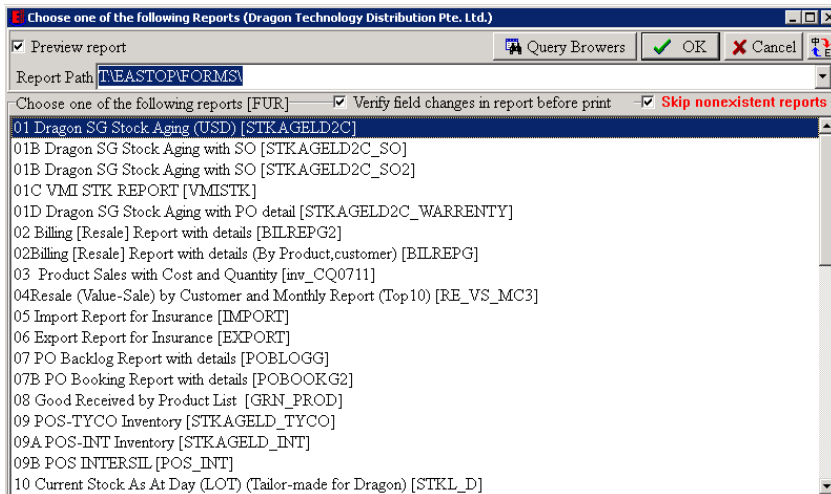 Choose one of the following Reports (Dragon Technology Distribution Pte. Ltd.)
Preview report
Query Browers
OK
Cancel
Report Path T\EASTOP\FORMS\
Choose one of the following reports [FUR]
Verify field changes in report before print
Skip nonexistent reports
01 Dragon SG Stock Aging (USD) [STKAGELD2C]
01B Dragon SG Stock Aging with SO [STKAGELD2C_SO]
01B Dragon SG Stock Aging with SO [STKAGELD2C_SO2]
01C VMI STK REPORT [VMISTK]
01D Dragon SG Stock Aging with PO detail [STKAGELD2C_WARRENTY]
02 Billing [Resale] Report with details [BILREPG2]
02Billing [Resale] Report with details (By Product,customer) [BILREPG]
03 Product Sales with Cost and Quantity [inv_CQ0711]
04Resale (Value-Sale) by Customer and Monthly Report (Top10) [RE_VS_MC3]
05 Import Report for Insurance [IMPORT]
06 Export Report for Insurance [EXPORT]
07 PO Backlog Report with details [POBLOGG]
07B PO Booking Report with details [POBOOKG2]
08 Good Received by Product List [GRN_PROD]
09 POS-TYCO Inventory [STKAGELD_TYCO]
09A POS-INT Inventory [STKAGELD_INT]
09B POS INTERSIL [POS_INT]
10 Current Stock As At Day (LOT) (Tailor-made for Dragon) [STKL_D]